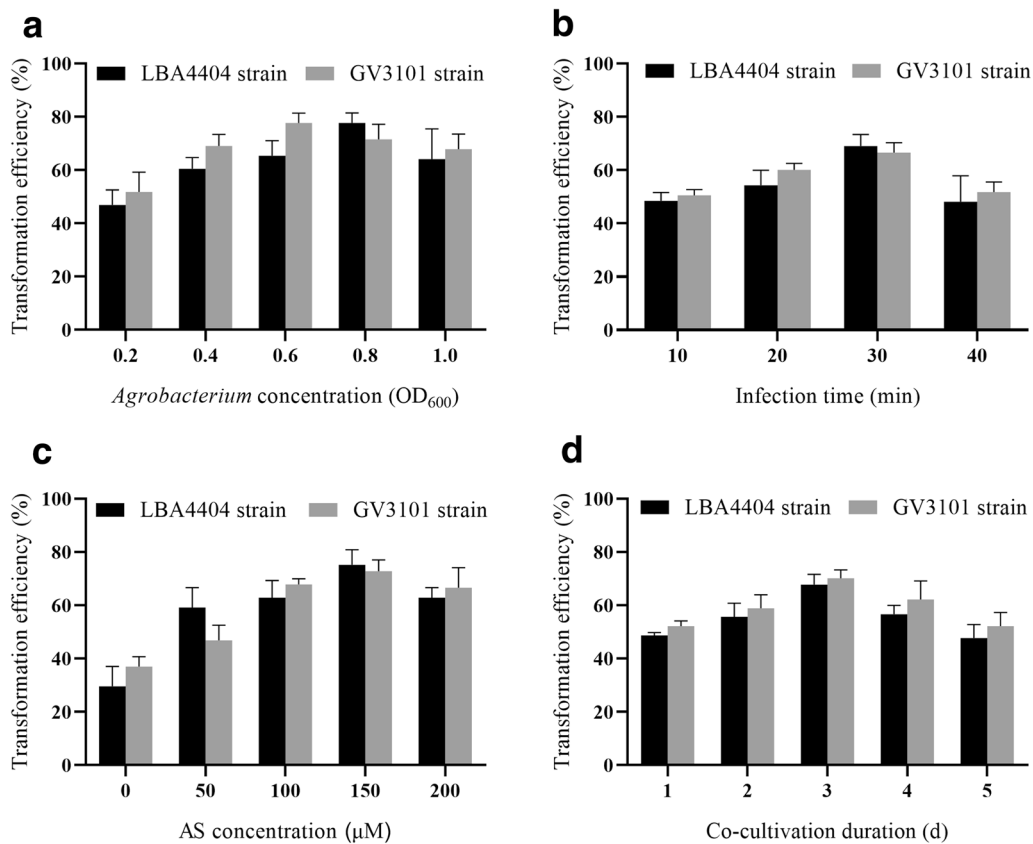 a
Transformation efficiency (%)
LBA4404 strain GV3101 strain
100
80
60
40
20
0
0.2 0.4 0.6 0.8 1.0
Agrobacterium concentration (OD600)
b
Transformation efficiency (%)
LBA4404 strain GV3101 strain
100
80
60
40
20
0
10 20 30 40
Infection time (min)
c
Transformation efficiency (%)
LBA4404 strain GV3101 strain
100
80
60
40
20
0
0 50 100 150 200
AS concentration (μM)
d
Transformation efficiency (%)
LBA4404 strain GV3101 strain
100
80
60
40
20
0
1 2 3 4 5
Co-cultivation duration (d)